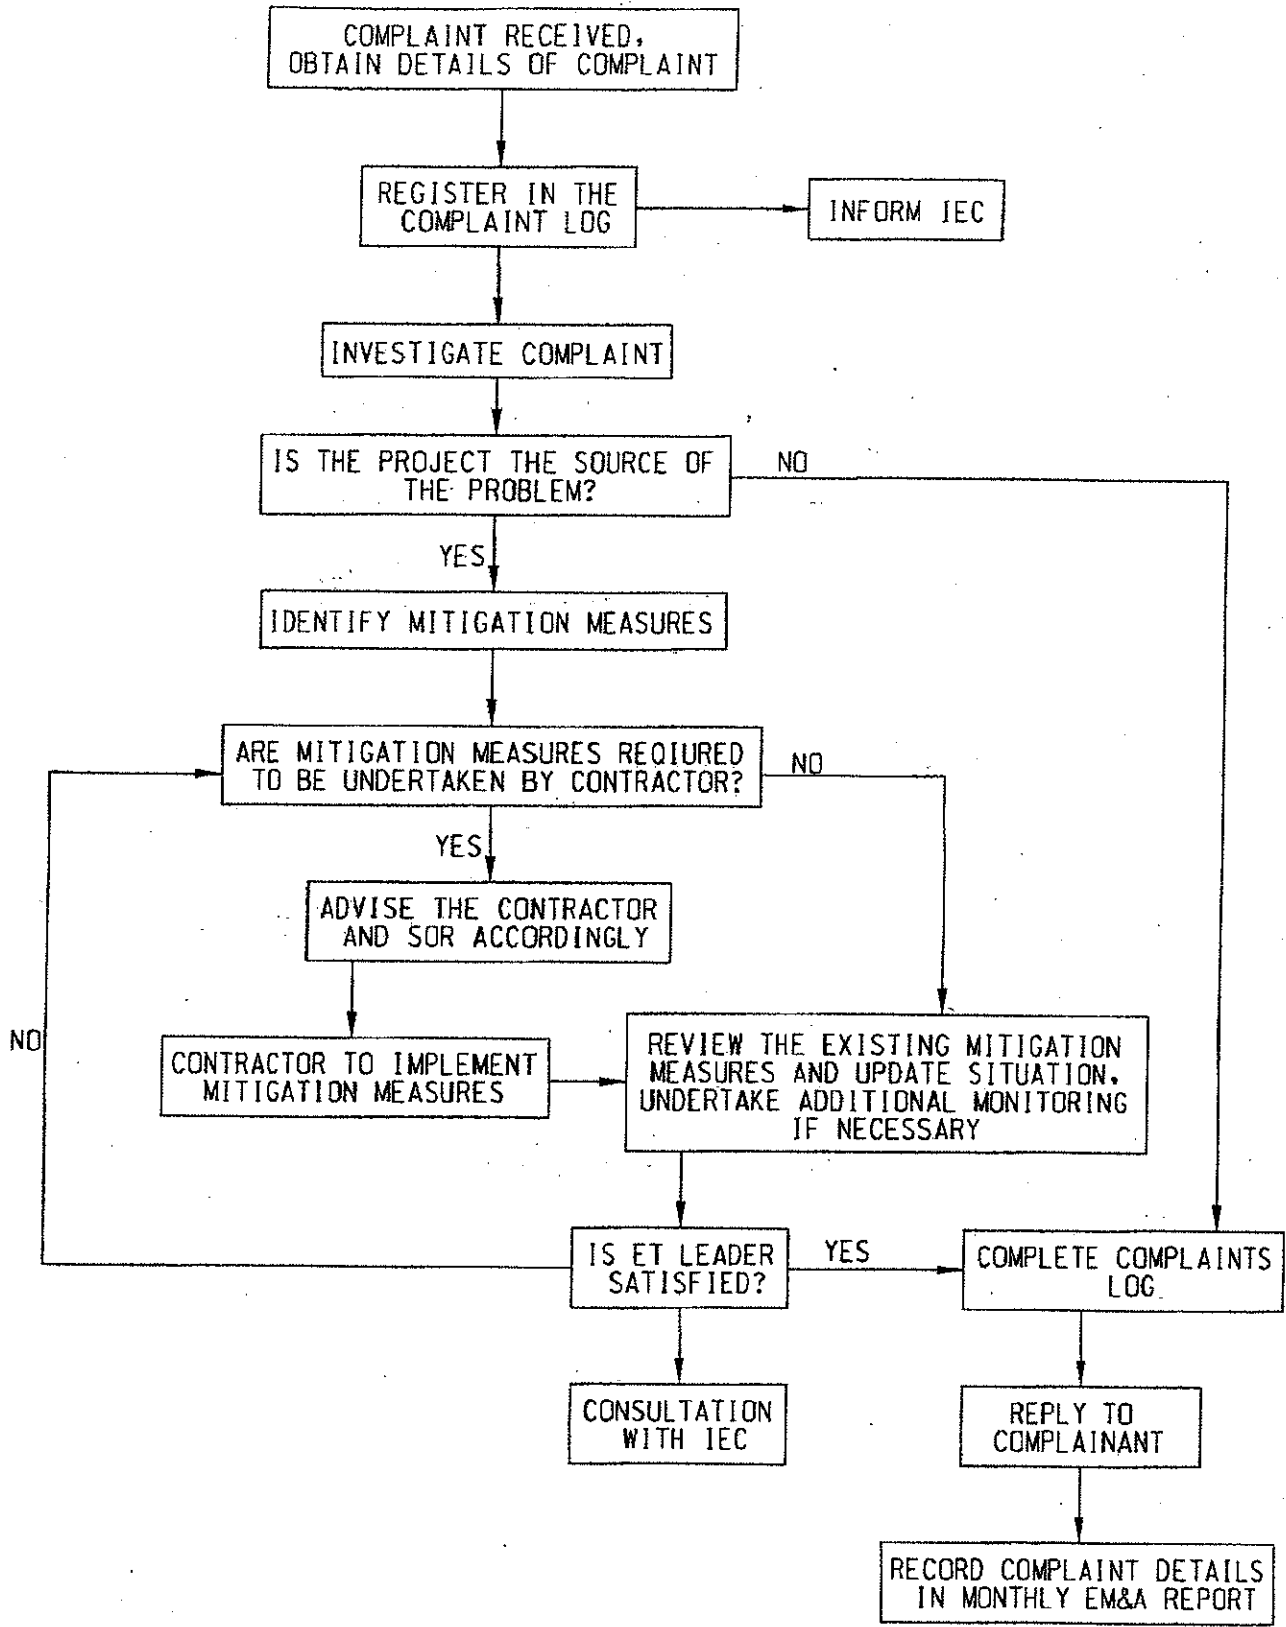 COMPLAINT RECEIVED,
OBTAIN DETAILS OF COMPLAINT
REGISTER IN THE
COMPLAINT LOG
INFORM IEC
INVESTIGATE COMPLAINT
IS THE PROJECT THE SOURCE OF
THE PROBLEM?
NO
YES
IDENTIFY MITIGATION MEASURES
ARE MITIGATION MEASURES REQIURED
TO BE UNDERTAKEN BY CONTRACTOR?
NO
YES
ADVISE THE CONTRACTOR
AND SOR ACCORDINGLY
NO
CONTRACTOR TO IMPLEMENT
MITIGATION MEASURES
REVIEW THE EXISTING MITIGATION
MEASURES AND UPDATE SITUATION.
UNDERTAKE ADDITIONAL MONITORING
IF NECESSARY
IS ET LEADER
SATISFIED?
YES
COMPLETE COMPLAINTS
LOG
CONSULTATION
WITH IEC
REPLY TO
COMPLAINANT
RECORD COMPLAINT DETAILS
IN MONTHLY EM&A REPORT